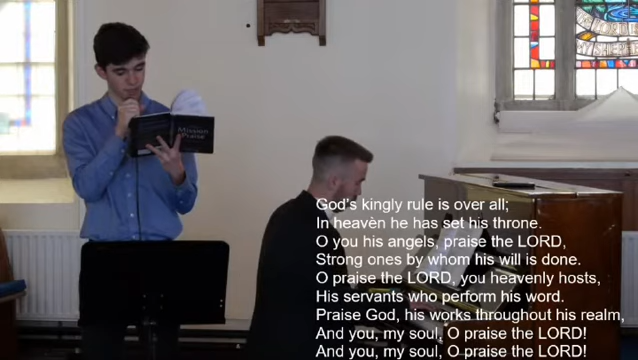 Mission
Praise
God's kingly rule is over all;
In heavèn he has set his throne.
O you his angels, praise the LORD,
Strong ones by whom his will is done.
O praise the LORD, you heavenly hosts,
His servants who perform his word.
Praise God, his works throughout his realm,
And you, my soul, O praise the LORD!
And you, my soul, O praise the LORD!